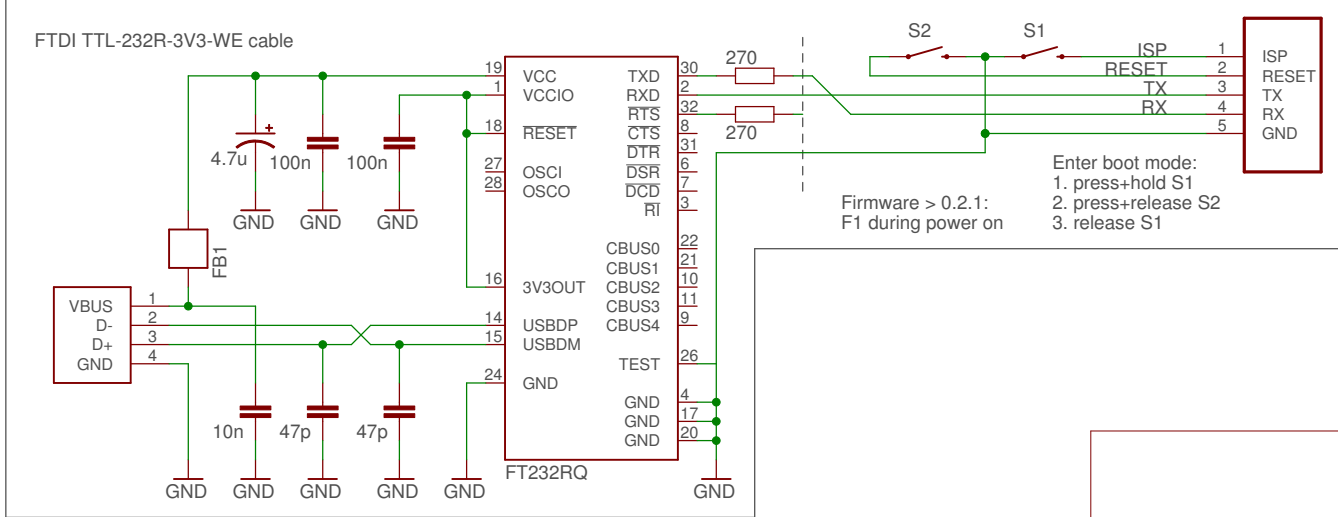 FTDI TTL-232R-3V3-WE cable
S2
S1
ISP
RESET
TX
RX
1
2
3
4
5
ISP
RESET
TX
RX
GND
270
270
19
1
18
27
28
16
14
15
24
VCC
VCCIO
RESET
OSCI
OSCO
3V3OUT
USBDP
USBDM
GND
TXD
RXD
RTS
CTS
DTR
DSR
DCD
RI
CBUS0
CBUS1
CBUS2
CBUS3
CBUS4
TEST
GND
GND
GND
30
2
32
8
31
6
7
3
22
21
10
11
9
26
4
17
20
FT232RQ
+
4.7u
100n
100n
GND
GND
GND
FB1
VBUS
D-
D+
GND
1
2
3
4
10n
47p
47p
GND
GND
GND
GND
GND
GND
Firmware > 0.2.1:
F1 during power on
Enter boot mode:
1. press+hold S1
2. press+release S2
3. release S1